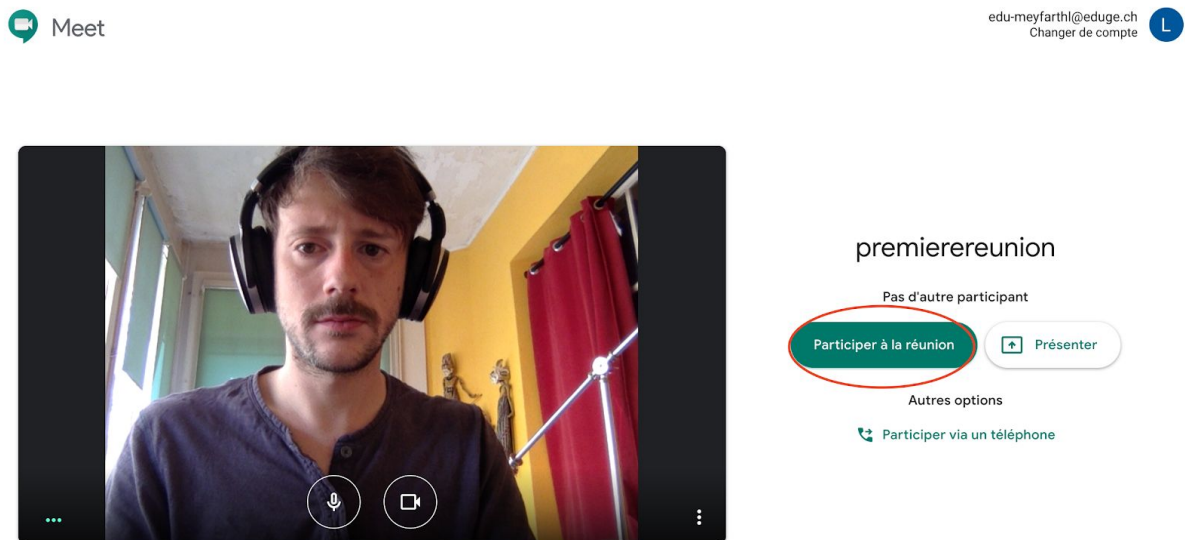 Meet
edu-meyfarthl@eduge.ch
Changer de compte
L
premierereunion
Pas d'autre participant
Participer à la réunion
Présenter
Autres options
Participer via un téléphone